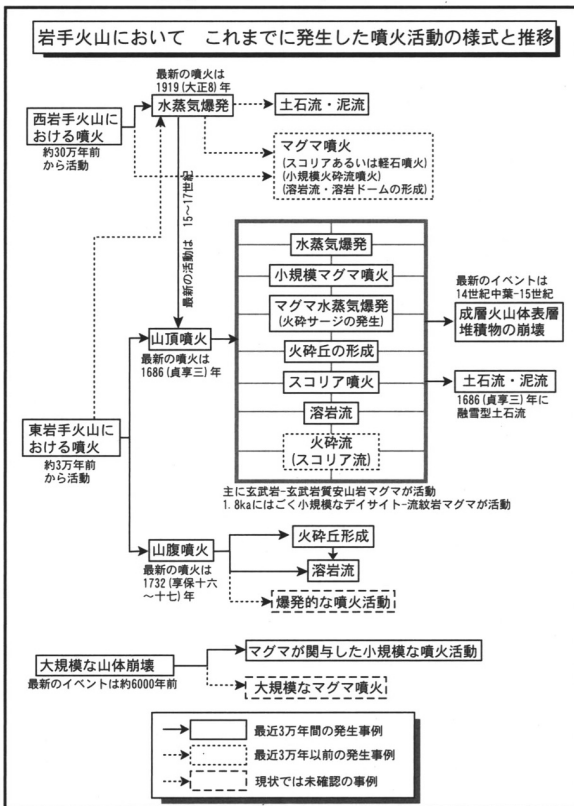 岩手火山において これまでに発生した噴火活動の様式と推移
最新の噴火は
1919(大正8)年
水蒸気爆発
土石流・泥流
西岩手火山に
おける噴火
約30万年前
から活動
マグマ噴火
(スコリアあるいは軽石噴火)
(小規模火砕流噴火)
(溶岩流・溶岩ドームの形成)
最新の活動は 15~17世紀
水蒸気爆発
小規模マグマ噴火
マグマ水蒸気爆発
(火砕サージの発生)
火砕丘の形成
スコリア噴火
溶岩流
火砕流
(スコリア流)
最新のイベントは
14世紀中葉-15世紀
成層火山体表層
堆積物の崩壊
土石流・泥流
1686(貞享三)年に
融雪型土石流
山頂噴火
最新の噴火は
1686(貞享三)年
東岩手火山に
おける噴火
約3万年前
から活動
主に玄武岩-玄武岩質安山岩マグマが活動
1.8kaにはごく小規模なデイサイト-流紋岩マグマが活動
山腹噴火
最新の噴火は
1732(享保十六
~十七)年
火砕丘形成
溶岩流
爆発的な噴火活動
大規模な山体崩壊
最新のイベントは約6000年前
マグマが関与した小規模な噴火活動
大規模なマグマ噴火
最近3万年間の発生事例
最近3万年以前の発生事例
現状では未確認の事例